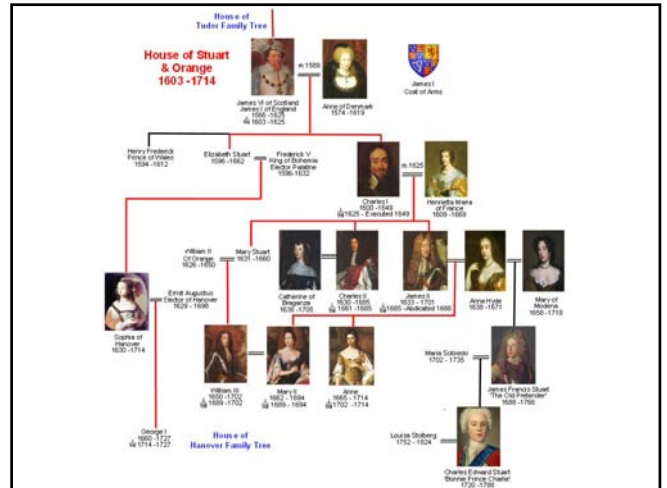 House of
Tudor Family Tree
House of Stuart
& Orange
1603 -1714
m.1589
James I
Coat of Arms
James VI of Scotland
James I of England
1566 -1625
1603 -1625
Anne of Denmark
1574 -1619
Henry Frederick
Prince of Wales
1594 -1612
Elizabeth Stuart
1596 -1662
Frederick V
King of Bohemia
Elector Palatine
1596-1632
m.1625
Charles I
1600 -1649
1625 - Executed 1649
Henrietta Maria
of France
1609 -1669
William II
Of Orange
1626 -1650
Mary Stuart
1631 -1660
Catherine of
Braganza
1638 -1705
Charles II
1630 -1685
1661 -1685
James II
1633 - 1701
1685 -Abdicated 1688
Anne Hyde
1638 -1671
Mary of
Modena
1658 -1718
Ernst Augustus
Elector of Hanover
1629 - 1698
Sophia of
Hanover
1630 -1714
William III
1650 -1702
1689 -1702
Mary II
1662 -1694
1689 - 1694
Anne
1665 - 1714
1702 -1714
Maria Sobieski
1702 - 1735
James Francis Stuart
'The Old Pretender'
1688 -1766
George I
1660 -1727
1714 -1727
House of
Hanover Family Tree
Louisa Stolberg
1752 - 1824
Charles Edward Stuart
'Bonnie Prince Charlie'
1720 -1788